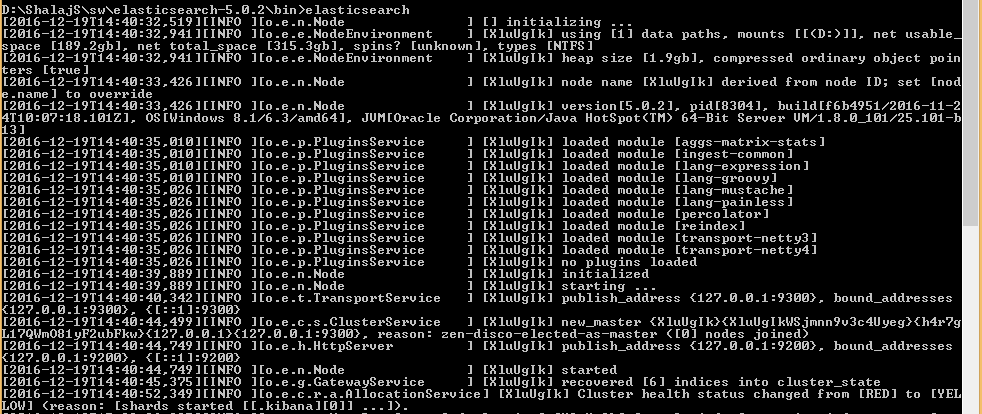 D:\ShalajS\sw\elasticsearch-5.0.2\bin>elasticsearch
[2016-12-19T14:40:32,519][INFO ][o.e.n.Node               ] [] initializing ...
[2016-12-19T14:40:32,941][INFO ][o.e.e.NodeEnvironment    ] [XluUgIk] using [1] data paths, mounts [[(D:)]], net usable_
space [189.2gb], net total_space [315.3gb], spins? [unknown], types [NTFS]
[2016-12-19T14:40:32,941][INFO ][o.e.e.NodeEnvironment    ] [XluUgIk] heap size [1.9gb], compressed ordinary object poin
ters [true]
[2016-12-19T14:40:33,426][INFO ][o.e.n.Node               ] node name [XluUgIk] derived from node ID; set [nod
e.name] to override
[2016-12-19T14:40:33,426][INFO ][o.e.n.Node               ] version[5.0.2], pid[8304], build[f6b4951/2016-11-2
4T10:07:18.101Z], OS[Windows 8.1/6.3/amd64], JVM[Oracle Corporation/Java HotSpot(TM) 64-Bit Server VM/1.8.0_101/25.101-b
13]
[2016-12-19T14:40:35,010][INFO ][o.e.p.PluginsService     ] [XluUgIk] loaded module [aggs-matrix-stats]
[2016-12-19T14:40:35,010][INFO ][o.e.p.PluginsService     ] [XluUgIk] loaded module [ingest-common]
[2016-12-19T14:40:35,010][INFO ][o.e.p.PluginsService     ] [XluUgIk] loaded module [lang-expression]
[2016-12-19T14:40:35,010][INFO ][o.e.p.PluginsService     ] [XluUgIk] loaded module [lang-groovy]
[2016-12-19T14:40:35,026][INFO ][o.e.p.PluginsService     ] [XluUgIk] loaded module [lang-mustache]
[2016-12-19T14:40:35,026][INFO ][o.e.p.PluginsService     ] [XluUgIk] loaded module [lang-painless]
[2016-12-19T14:40:35,026][INFO ][o.e.p.PluginsService     ] [XluUgIk] loaded module [percolator]
[2016-12-19T14:40:35,026][INFO ][o.e.p.PluginsService     ] [XluUgIk] loaded module [reindex]
[2016-12-19T14:40:35,026][INFO ][o.e.p.PluginsService     ] [XluUgIk] loaded module [transport-netty3]
[2016-12-19T14:40:35,026][INFO ][o.e.p.PluginsService     ] [XluUgIk] loaded module [transport-netty4]
[2016-12-19T14:40:35,026][INFO ][o.e.p.PluginsService     ] [XluUgIk] no plugins loaded
[2016-12-19T14:40:39,889][INFO ][o.e.n.Node               ] [XluUgIk] initialized
[2016-12-19T14:40:39,889][INFO ][o.e.n.Node               ] [XluUgIk] starting ...
[2016-12-19T14:40:40,342][INFO ][o.e.t.TransportService   ] [XluUgIk] publish_address {127.0.0.1:9300}, bound_addresses
{127.0.0.1:9300}, {[::1]:9300}
[2016-12-19T14:40:44,499][INFO ][o.e.c.s.ClusterService   ] [XluUgIk] new_master {XluUgIk}{XluUgIkWSjmnn9v3c4Uyeg}{h4r7g
L17QWmO81yF2ubFkw}{127.0.0.1}{127.0.0.1:9300}, reason: zen-disco-elected-as-master ([0] nodes joined)
[2016-12-19T14:40:44,749][INFO ][o.e.h.HttpServer         ] [XluUgIk] publish_address {127.0.0.1:9200}, bound_addresses
{127.0.0.1:9200}, {[::1]:9200}
[2016-12-19T14:40:44,749][INFO ][o.e.n.Node               ] [XluUgIk] started
[2016-12-19T14:40:45,375][INFO ][o.e.g.GatewayService     ] [XluUgIk] recovered [6] indices into cluster_state
[2016-12-19T14:40:52,349][INFO ][o.e.c.r.a.AllocationService] [XluUgIk] Cluster health status changed from [RED] to [YEL
LOW] (reason: [shards started [[.kibana][0]] ...]).